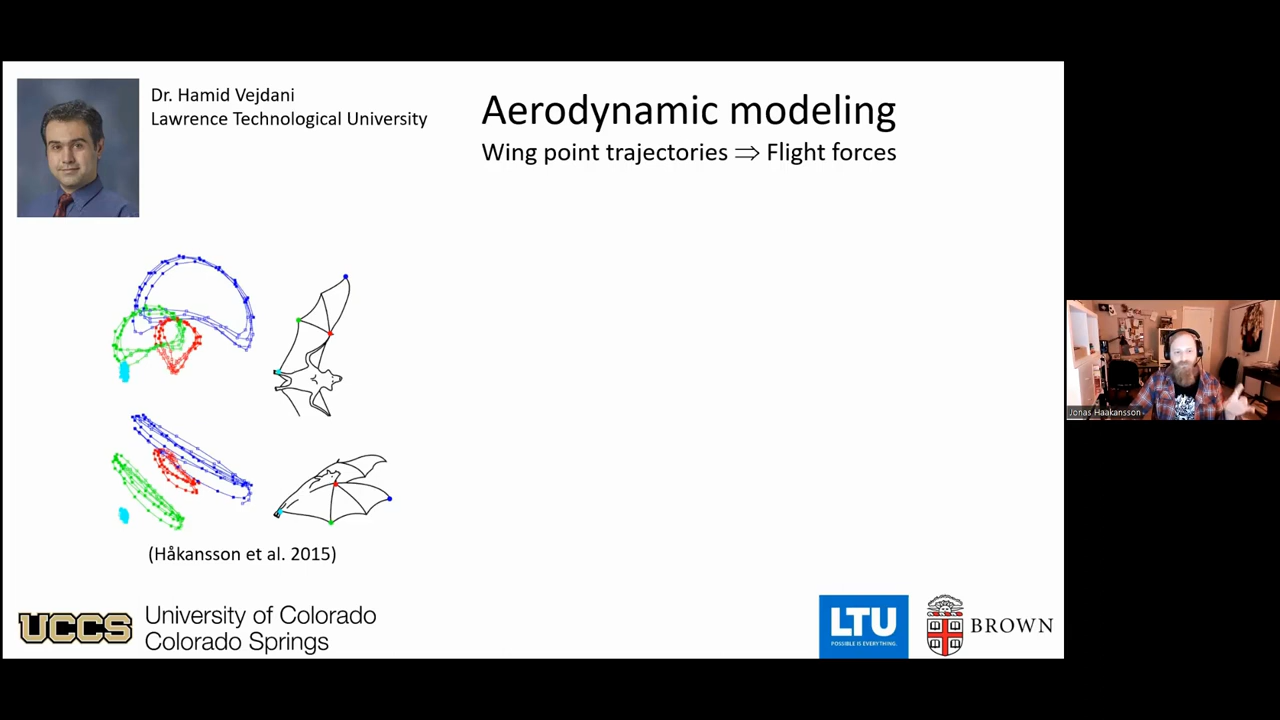 Dr. Hamid Vejdani
Lawrence Technological University
Aerodynamic modeling
Wing point trajectories ⇒ Flight forces
(Håkansson et al. 2015)
UCCS
University of Colorado
Colorado Springs
LTU
POSSIBLE IS EVERYTHING.
BROWN
Jonas Haakansson